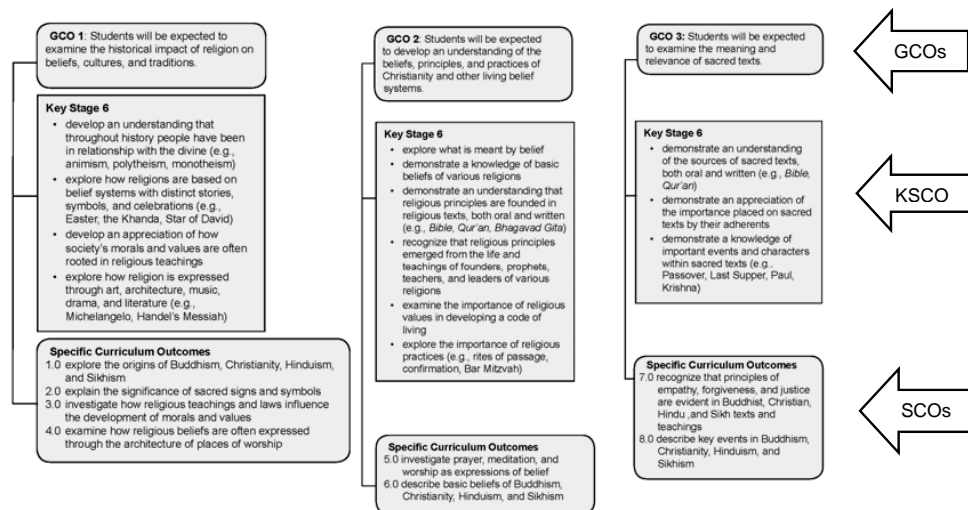 GCO 1: Students will be expected to
examine the historical impact of religion on
beliefs, cultures, and traditions.
Key Stage 6
• develop an understanding that
throughout history people have been
in relationship with the divine (e.g.,
animism, polytheism, monotheism)
• explore how religions are based on
belief systems with distinct stories,
symbols, and celebrations (e.g.,
Easter, the Khanda, Star of David)
• develop an appreciation of how
society's morals and values are often
rooted in religious teachings
• explore how religion is expressed
through art, architecture, music,
drama, and literature (e.g.,
Michelangelo, Handel's Messiah)
Specific Curriculum Outcomes
1.0 explore the origins of Buddhism, Christianity, Hinduism,
and Sikhism
2.0 explain the significance of sacred signs and symbols
3.0 investigate how religious teachings and laws influence
the development of morals and values
4.0 examine how religious beliefs are often expressed
through the architecture of places of worship
GCO 2: Students will be expected
to develop an understanding of the
beliefs, principles, and practices of
Christianity and other living belief
systems.
Key Stage 6
• explore what is meant by belief
• demonstrate a knowledge of basic
beliefs of various religions
• demonstrate an understanding that
religious principles are founded in
religious texts, both oral and written
(e.g., Bible, Qur'an, Bhagavad Gita)
• recognize that religious principles
emerged from the life and
teachings of founders, prophets,
teachers, and leaders of various
religions
• examine the importance of religious
values in developing a code of
living
• explore the importance of religious
practices (e.g., rites of passage,
confirmation, Bar Mitzvah)
Specific Curriculum Outcomes
5.0 investigate prayer, meditation, and
worship as expressions of belief
6.0 describe basic beliefs of Buddhism,
Christianity, Hinduism, and Sikhism
GCO 3: Students will be expected
to examine the meaning and
relevance of sacred texts.
Key Stage 6
• demonstrate an understanding
of the sources of sacred texts,
both oral and written (e.g., Bible,
Qur'an)
• demonstrate an appreciation of
the importance placed on sacred
texts by their adherents
• demonstrate a knowledge of
important events and characters
within sacred texts (e.g.,
Passover, Last Supper, Paul,
Krishna)
Specific Curriculum Outcomes
7.0 recognize that principles of
empathy, forgiveness, and justice
are evident in Buddhist, Christian,
Hindu ,and Sikh texts and
teachings
8.0 describe key events in Buddhism,
Christianity, Hinduism, and
Sikhism
GCOs
KSCO
SCOs